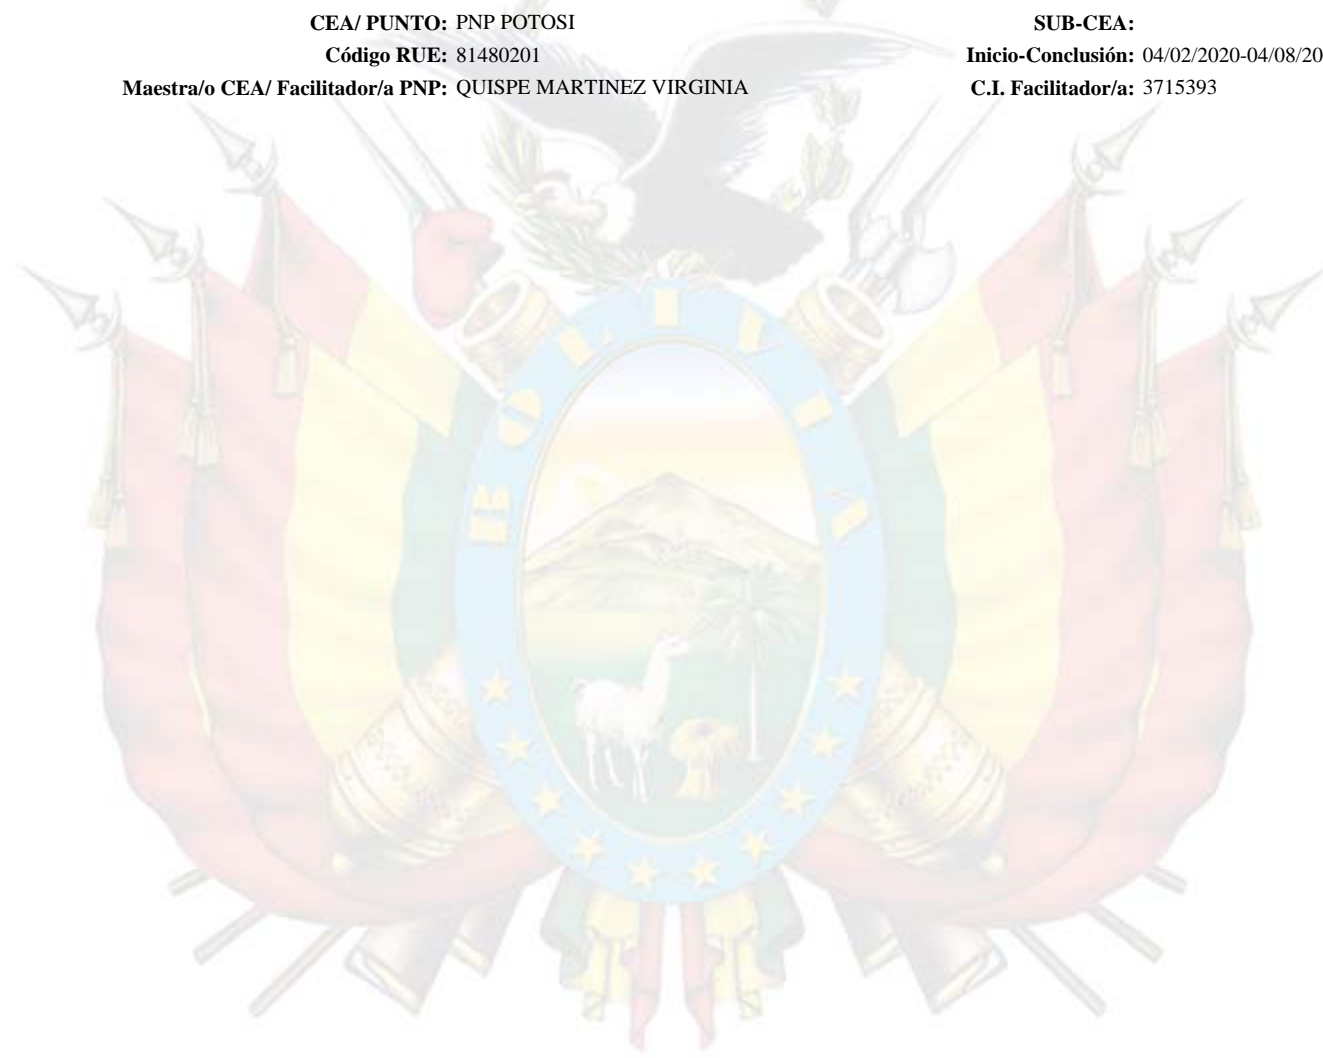 CEA/ PUNTO: PNP POTOSI SUB-CEA:
Código RUE: 81480201 Inicio-Conclusión: 04/02/2020-04/08/20
Maestra/o CEA/ Facilitador/a PNP: QUISPE MARTINEZ VIRGINIA C.I. Facilitador/a: 3715393
BOLIVIA